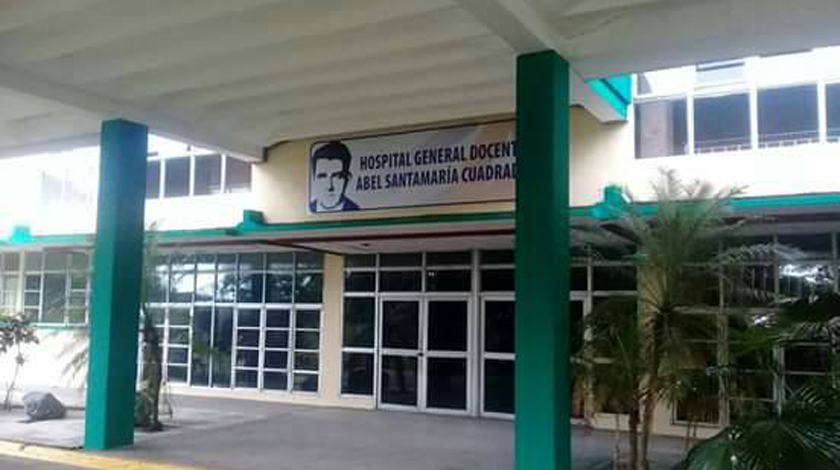 HOSPITAL GENERAL DOCENT
ABEL SANTAMARÍA CUADRAD